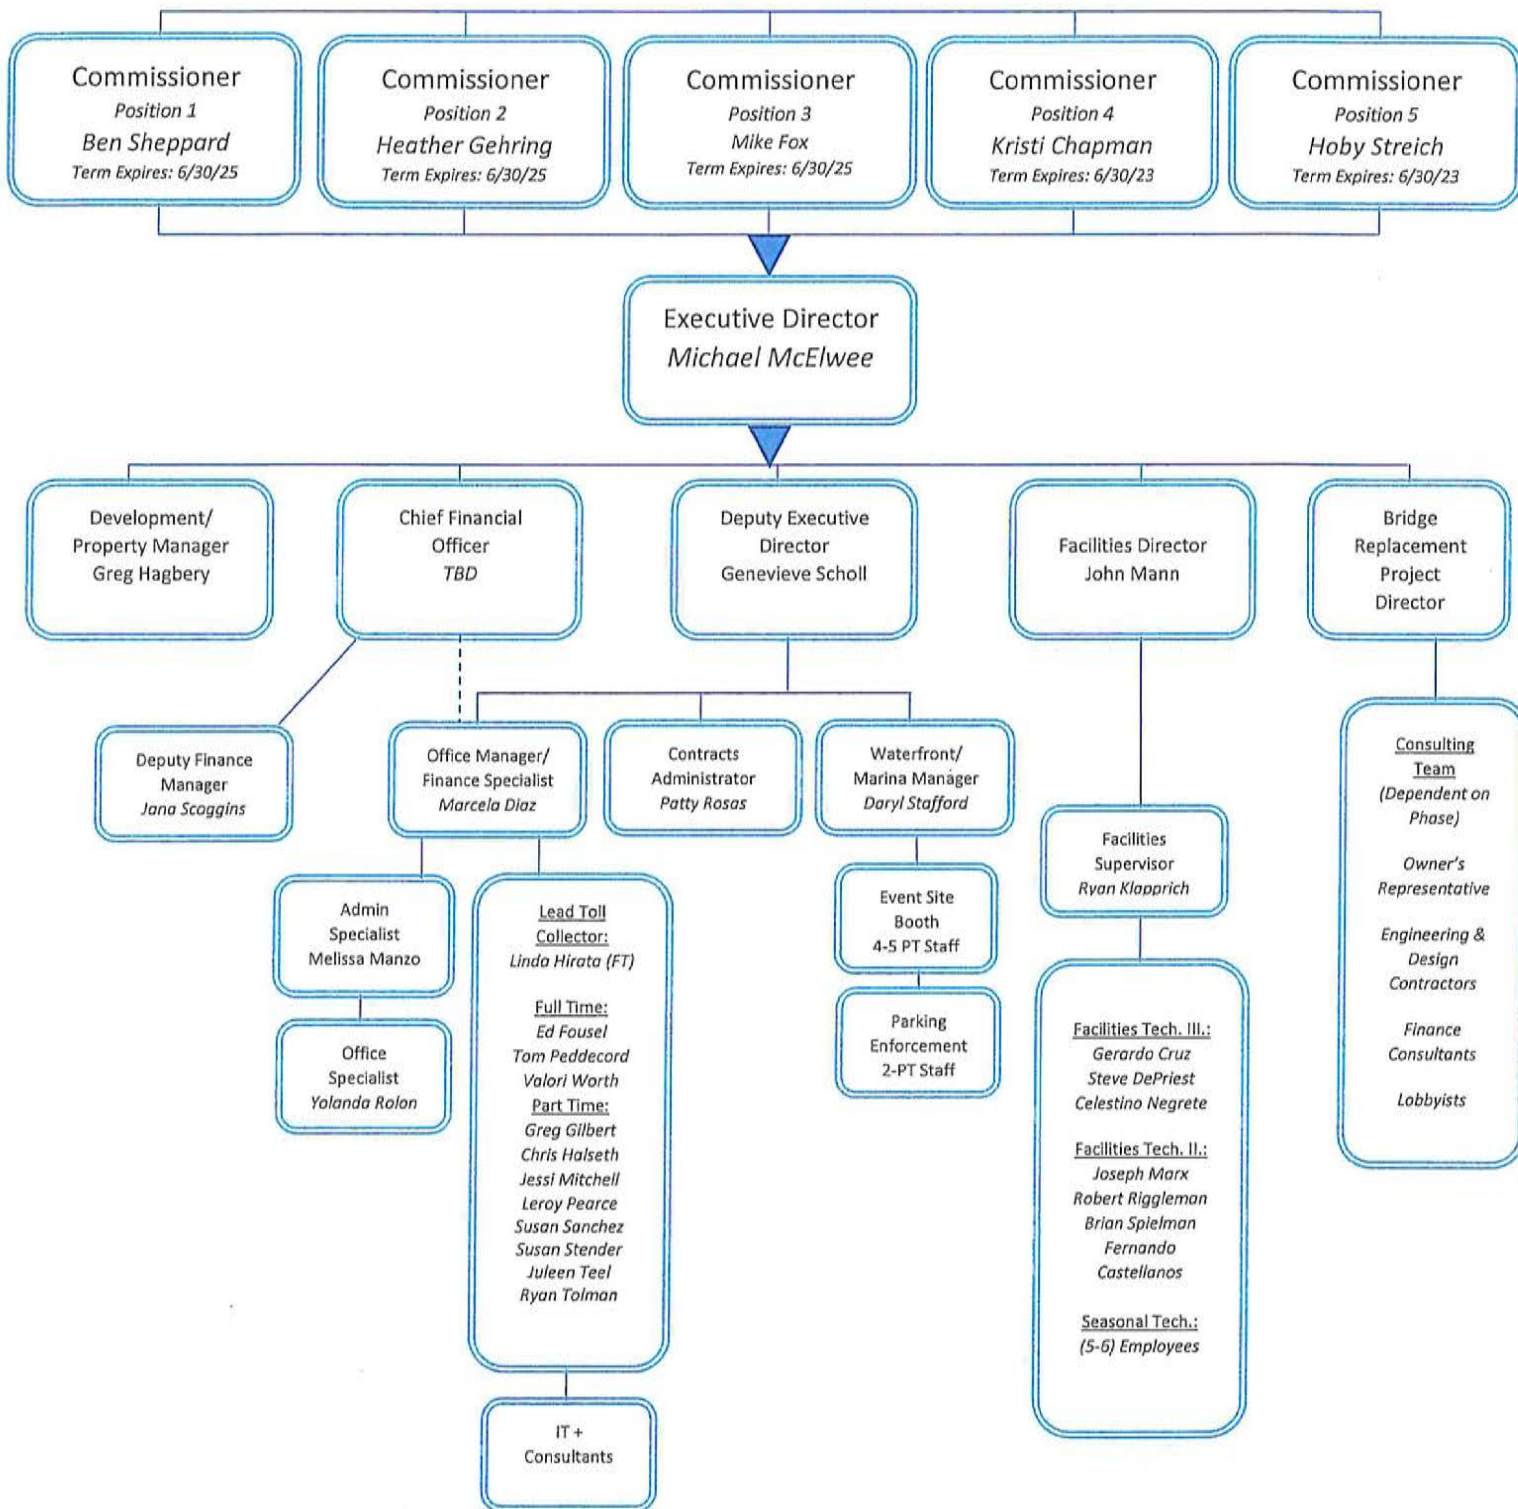 Commissioner
Position 1
Ben Sheppard
Term Expires: 6/30/25
Commissioner
Position 2
Heather Gehring
Term Expires: 6/30/25
Commissioner
Position 3
Mike Fox
Term Expires: 6/30/25
Commissioner
Position 4
Kristi Chapman
Term Expires: 6/30/23
Commissioner
Position 5
Hoby Streich
Term Expires: 6/30/23
Executive Director
Michael McElwee
Development/
Property Manager
Greg Hagbery
Chief Financial
Officer
TBD
Deputy Executive
Director
Genevieve Scholl
Facilities Director
John Mann
Bridge
Replacement
Project
Director
Deputy Finance
Manager
Jana Scoggins
Office Manager/
Finance Specialist
Marcela Diaz
Contracts
Administrator
Patty Rosas
Waterfront/
Marina Manager
Daryl Stafford
Facilities
Supervisor
Ryan Klapprich
Consulting
Team
(Dependent on
Phase)
Owner's
Representative
Engineering &
Design
Contractors
Finance
Consultants
Lobbyists
Admin
Specialist
Melissa Manzo
Office
Specialist
Yolanda Rolon
Lead Toll
Collector:
Linda Hirata (FT)
Full Time:
Ed Fousel
Tom Peddecord
Valori Worth
Part Time:
Greg Gilbert
Chris Halseth
Jessi Mitchell
Leroy Pearce
Susan Sanchez
Susan Stender
Juleen Teel
Ryan Tolman
IT +
Consultants
Event Site
Booth
4-5 PT Staff
Parking
Enforcement
2-PT Staff
Facilities Tech. III.:
Gerardo Cruz
Steve DePriest
Celestino Negrete
Facilities Tech. II.:
Joseph Marx
Robert Riggleman
Brian Spielman
Fernando
Castellanos
Seasonal Tech.:
(5-6) Employees